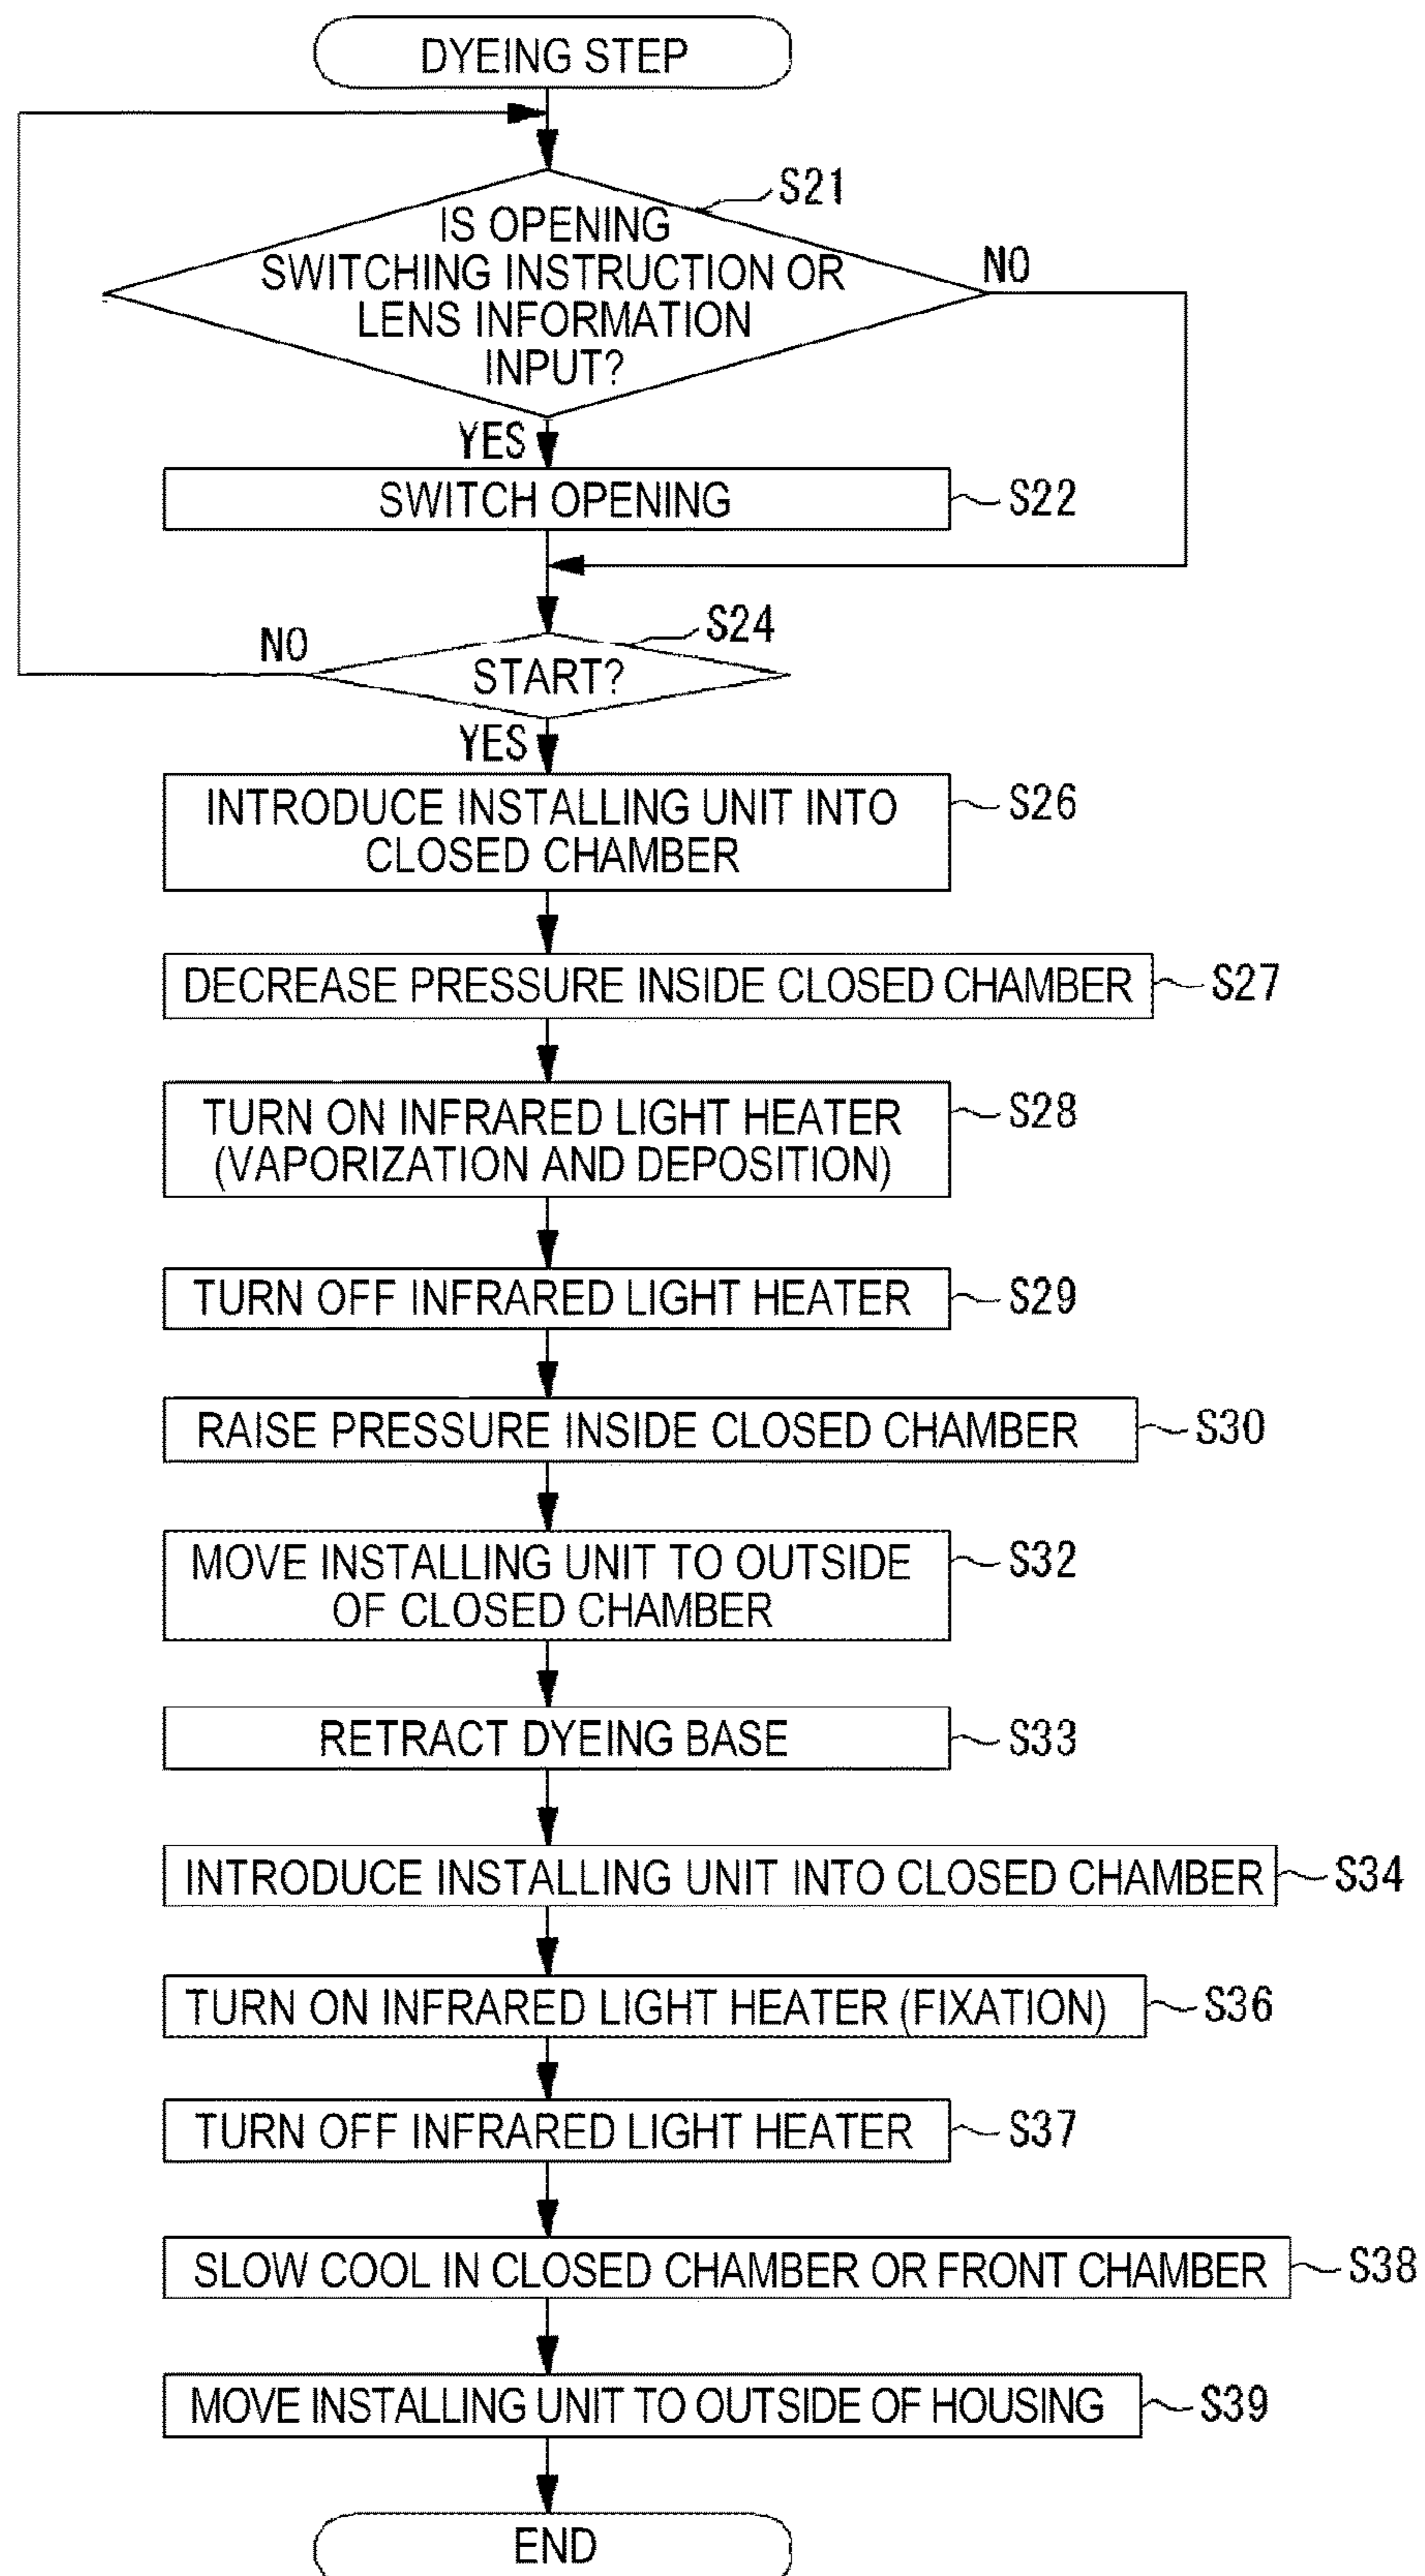 DYEING STEP
S21
IS OPENING
SWITCHING INSTRUCTION OR
LENS INFORMATION
INPUT?
NO
YES
SWITCH OPENING
S22
S24
NO
START?
YES
INTRODUCE INSTALLING UNIT INTO
CLOSED CHAMBER
S26
DECREASE PRESSURE INSIDE CLOSED CHAMBER
S27
TURN ON INFRARED LIGHT HEATER
(VAPORIZATION AND DEPOSITION)
S28
TURN OFF INFRARED LIGHT HEATER
S29
RAISE PRESSURE INSIDE CLOSED CHAMBER
S30
MOVE INSTALLING UNIT TO OUTSIDE
OF CLOSED CHAMBER
S32
RETRACT DYEING BASE
S33
INTRODUCE INSTALLING UNIT INTO CLOSED CHAMBER
S34
TURN ON INFRARED LIGHT HEATER (FIXATION)
S36
TURN OFF INFRARED LIGHT HEATER
S37
SLOW COOL IN CLOSED CHAMBER OR FRONT CHAMBER
S38
MOVE INSTALLING UNIT TO OUTSIDE OF HOUSING
S39
END